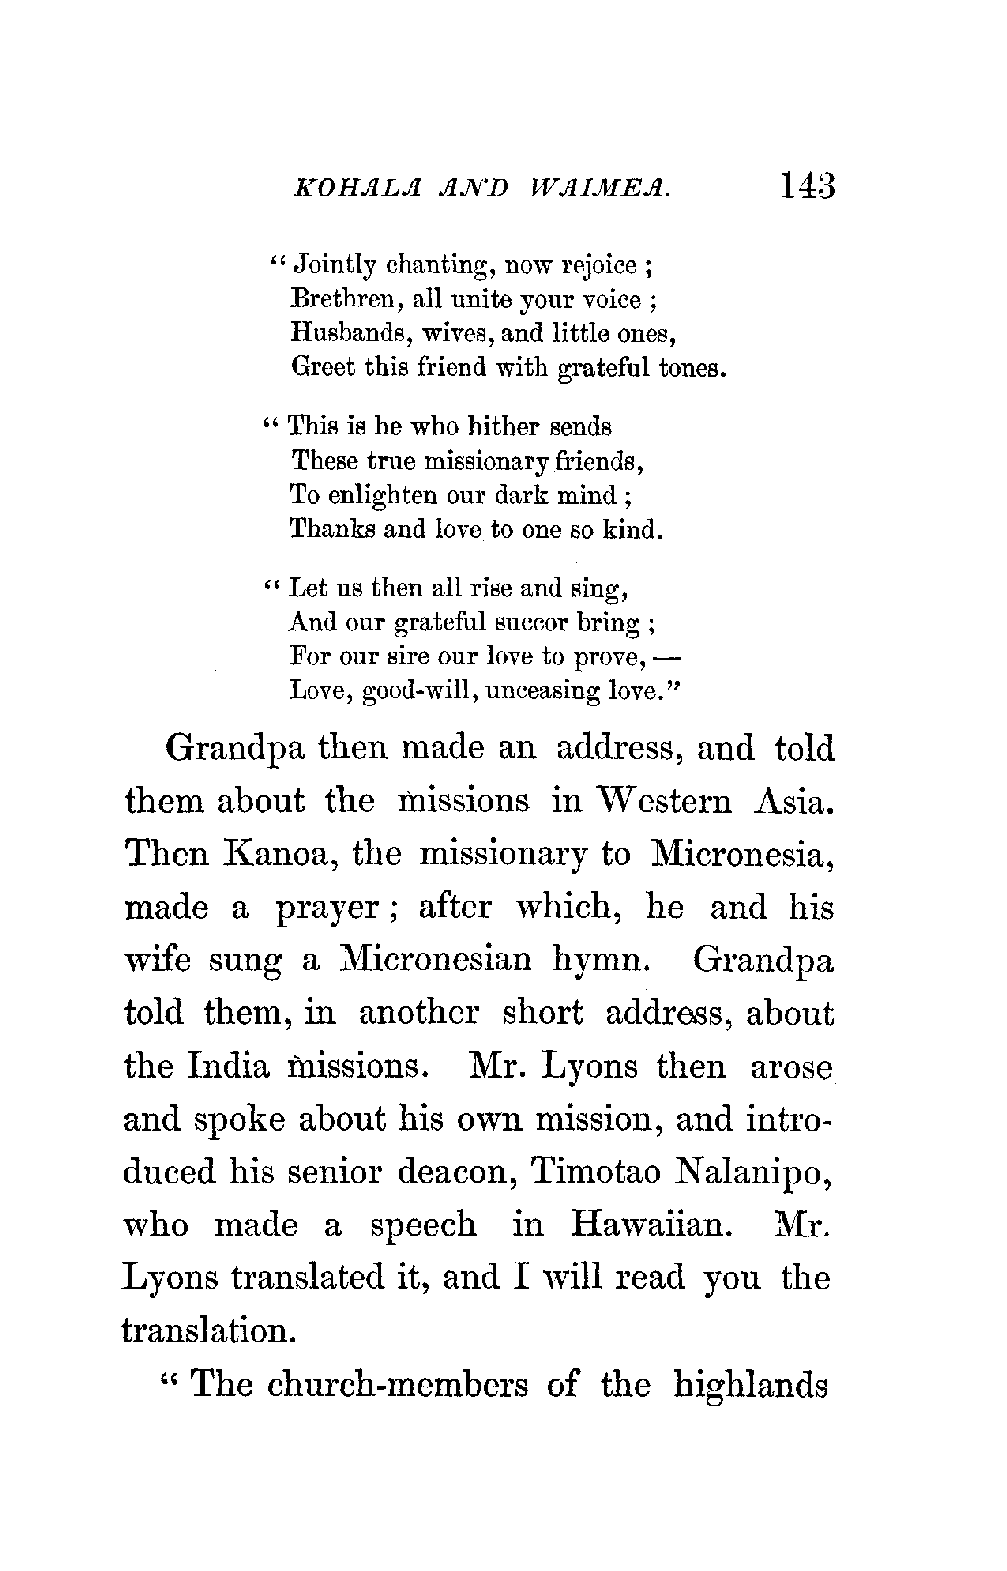 KOHALA AND WAIMEA. 143
“ Jointly chanting, now rejoice ;
Brethren, all unite your voice ;
Husbands, wives, and little ones,
Greet this friend with grateful tones.
“ This is he who hither sends
These true missionary friends,
To enlighten our dark mind ;
Thanks and love to one so kind.
“ Let us then all rise and sing,
And our grateful succor bring ;
For our sire our love to prove, —
Love, good-will, unceasing love.”
Grandpa then made an address, and told
them about the missions in Western Asia.
Then Kanoa, the missionary to Micronesia,
made a prayer ; after which, he and his
wife sung a Micronesian hymn. Grandpa
told them, in another short address, about
the India missions. Mr. Lyons then arose
and spoke about his own mission, and intro-
duced his senior deacon, Timotao Nalanipo,
who made a speech in Hawaiian. Mr.
Lyons translated it, and I will read you the
translation.
“ The church-members of the highlands